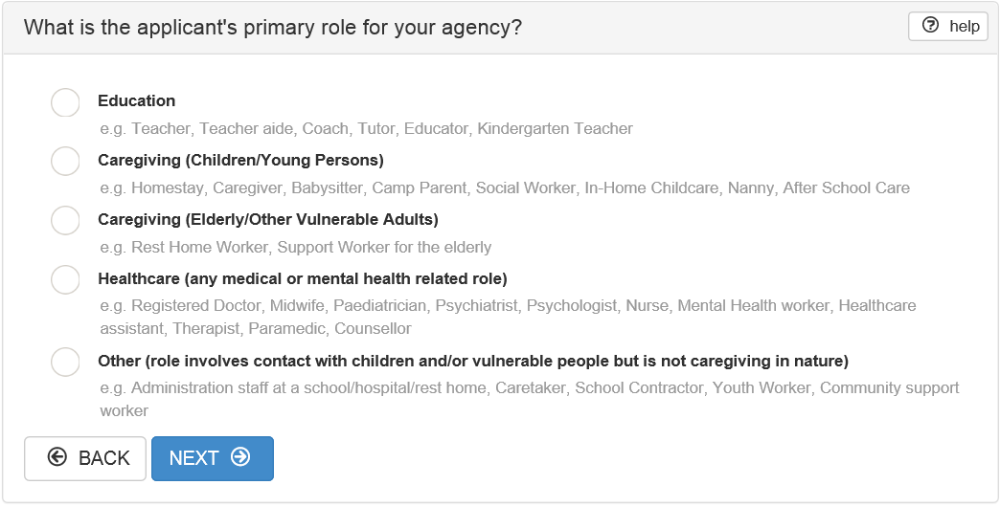 What is the applicant's primary role for your agency?
help
Education
e.g. Teacher, Teacher aide, Coach, Tutor, Educator, Kindergarten Teacher
Caregiving (Children/Young Persons)
e.g. Homestay, Caregiver, Babysitter, Camp Parent, Social Worker, In-Home Childcare, Nanny, After School Care
Caregiving (Elderly/Other Vulnerable Adults)
e.g. Rest Home Worker, Support Worker for the elderly
Healthcare (any medical or mental health related role)
e.g. Registered Doctor, Midwife, Paediatrician, Psychiatrist, Psychologist, Nurse, Mental Health worker, Healthcare
assistant, Therapist, Paramedic, Counsellor
Other (role involves contact with children and/or vulnerable people but is not caregiving in nature)
e.g. Administration staff at a school/hospital/rest home, Caretaker, School Contractor, Youth Worker, Community support
worker
BACK
NEXT